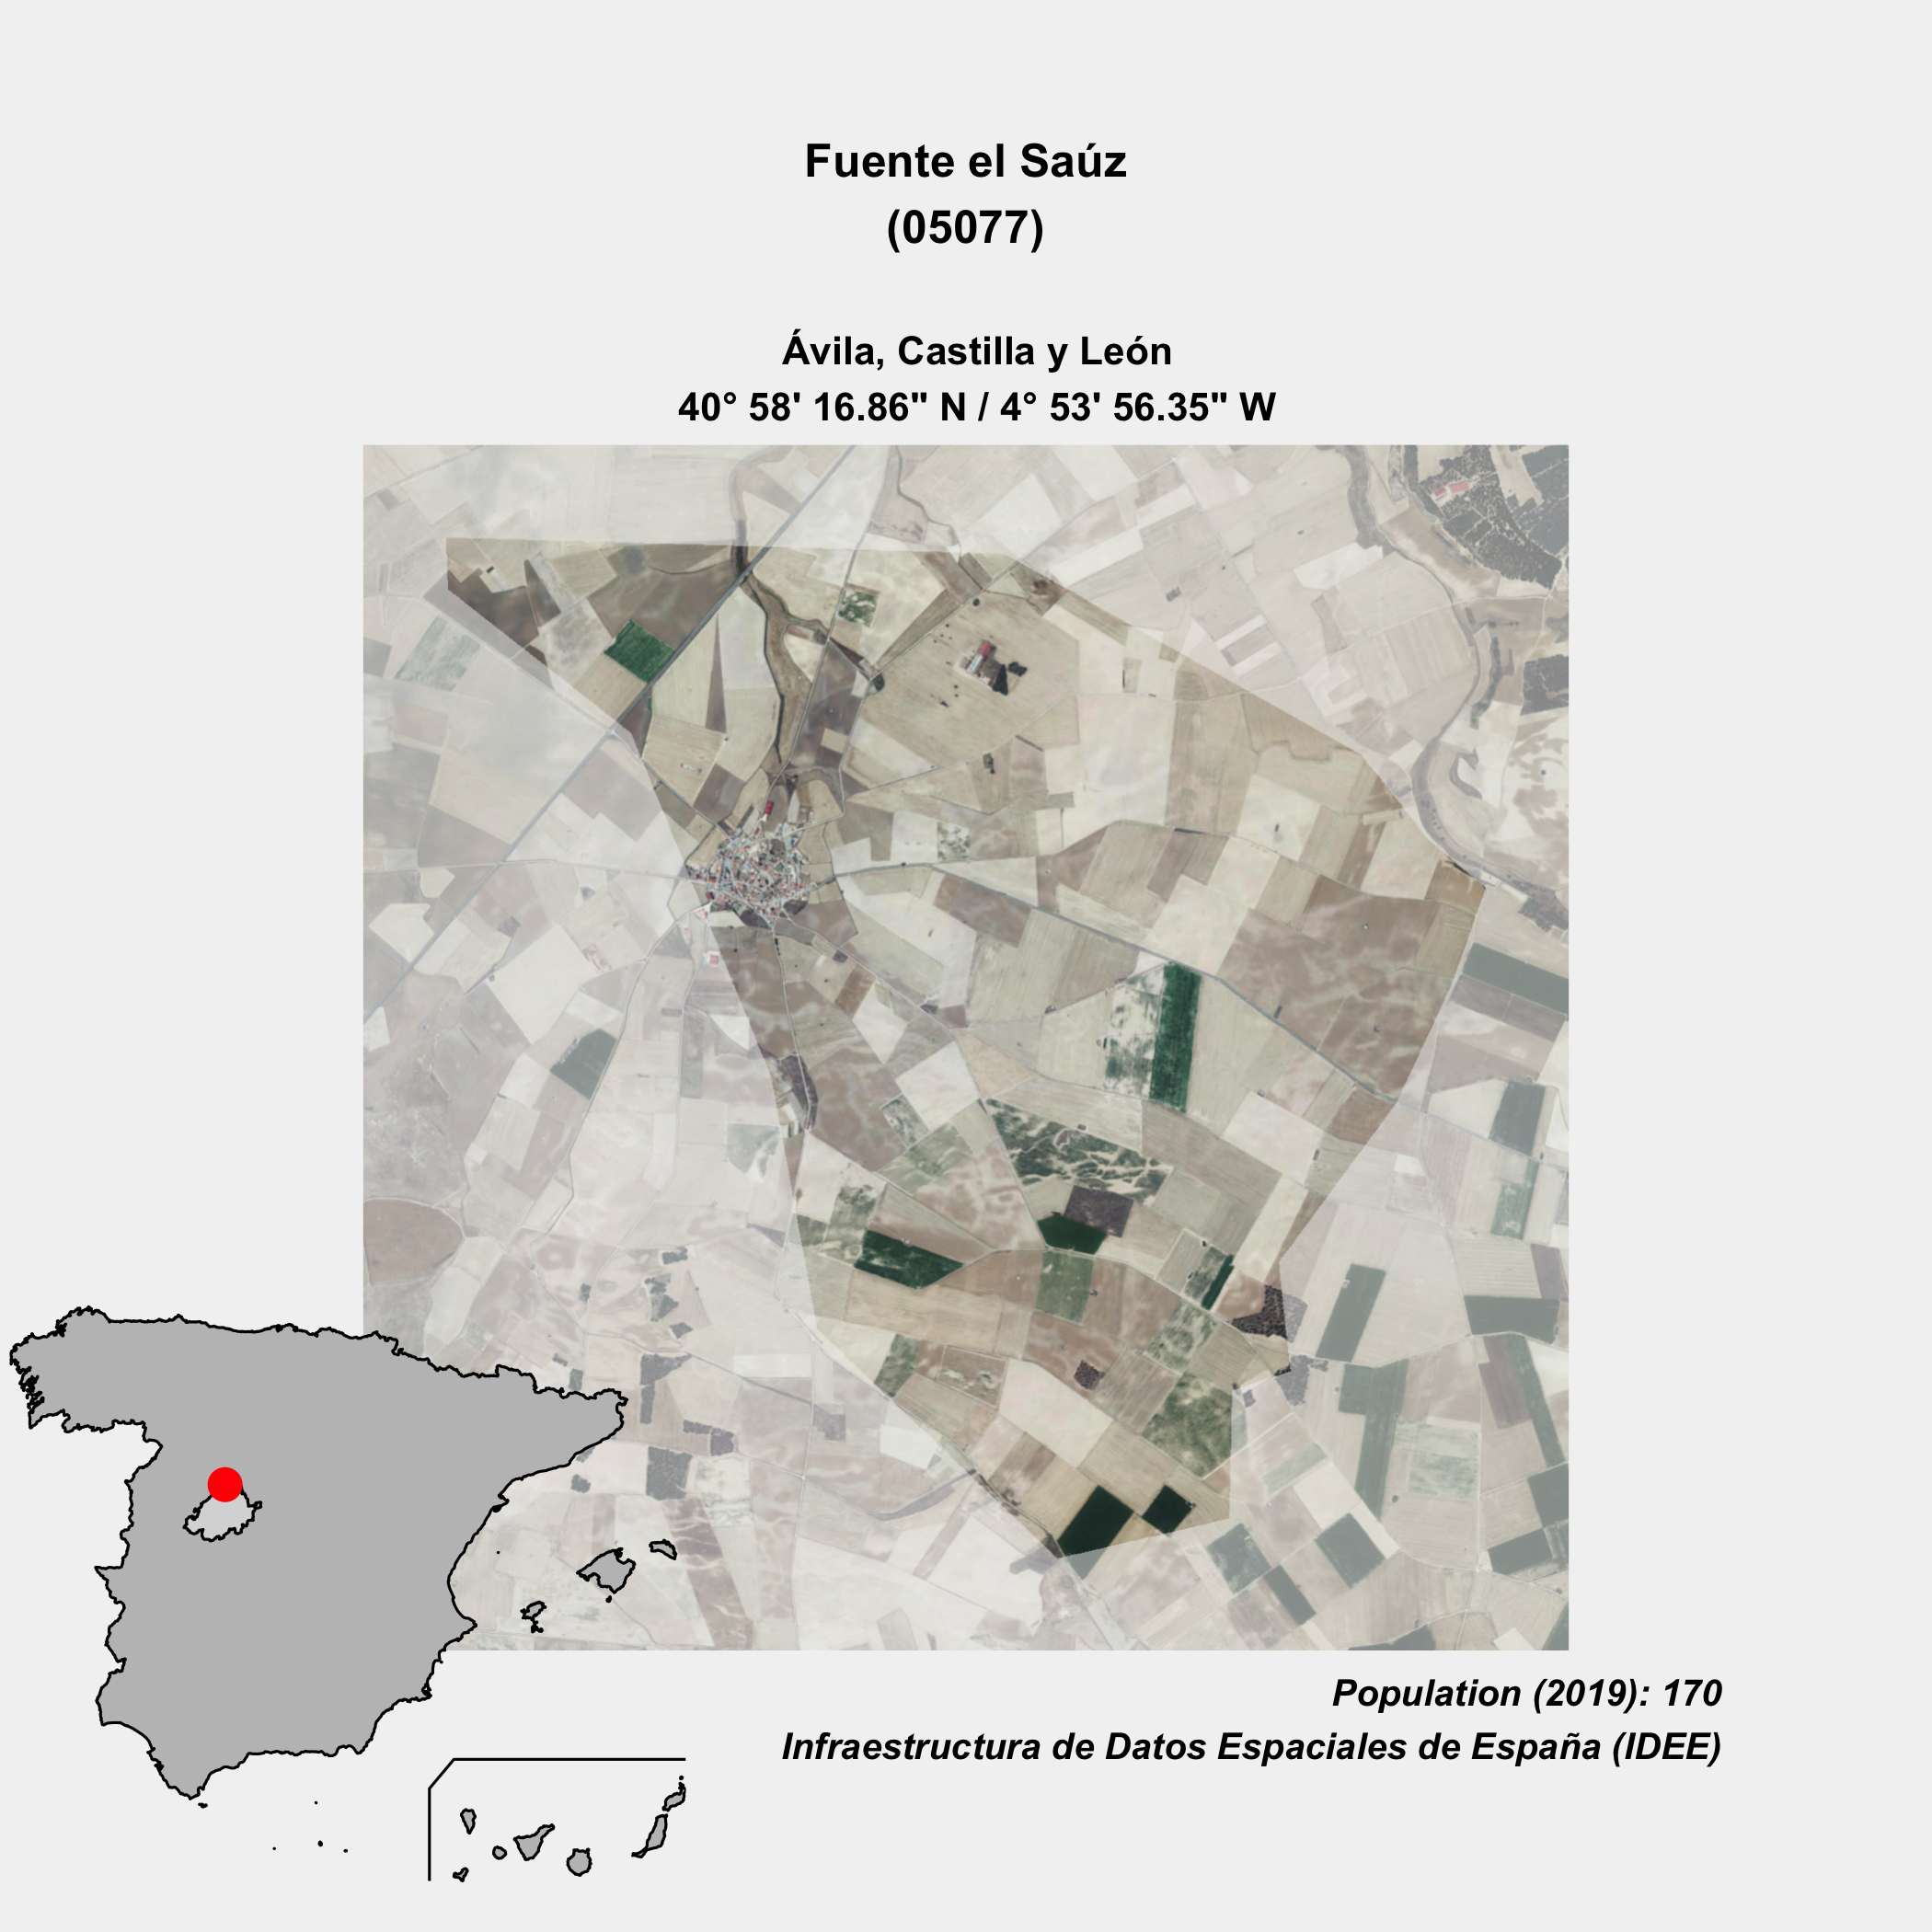 Fuente el Saúz
(05077)
Ávila, Castilla y León
40° 58' 16.86" N / 4° 53' 56.35" W
Population (2019): 170
Infraestructura de Datos Espaciales de España (IDEE)